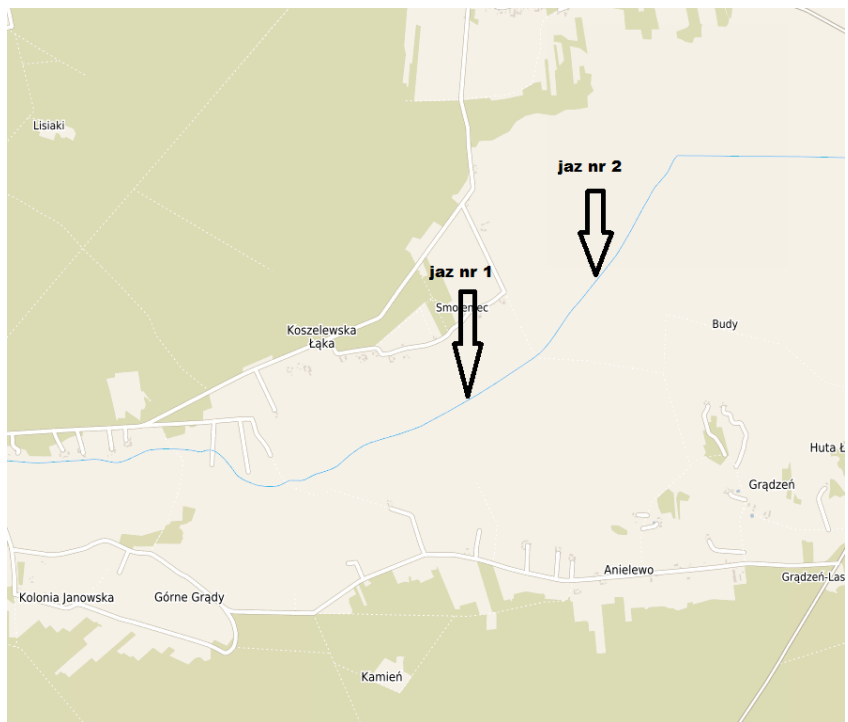 Lisiaki
jaz nr 2
jaz nr 1
Smoleniec
Koszelewska
Łąka
Budy
Huta Ł
Grądzeń
Anielewo
Grądzeń-Las
Kolonia Janowska
Górne Grądy
Kamień